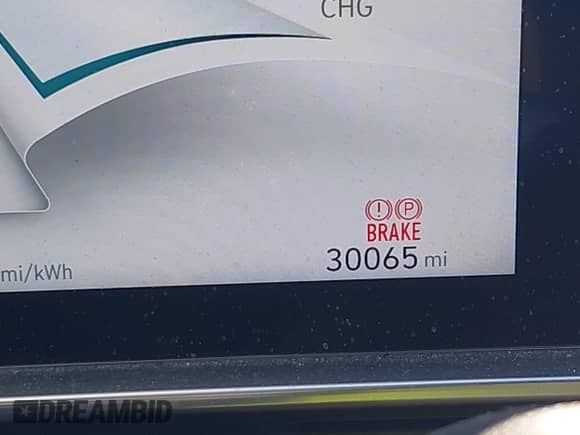 CHG
(!) (P)
BRAKE
30065 mi
mi/kWh
DREAMBID